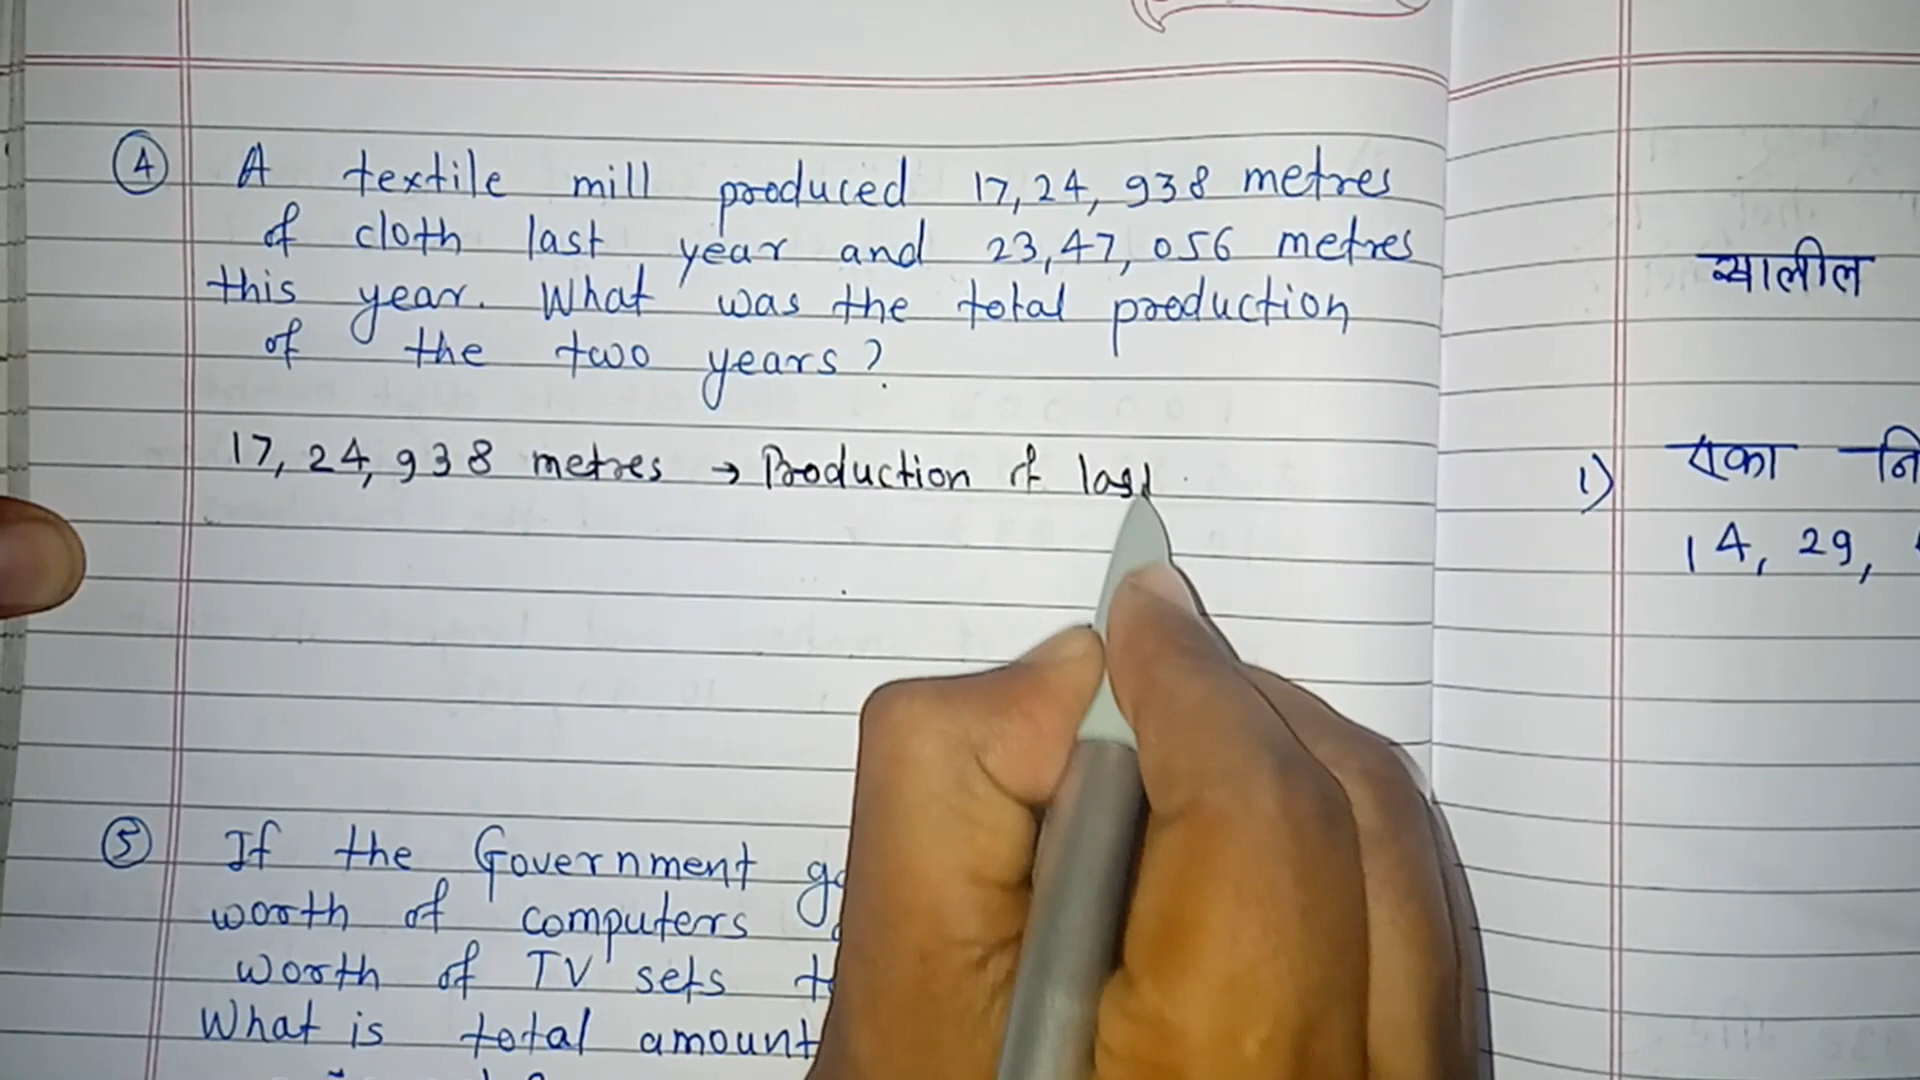 ④ A textile mill produced 17,24,938 metres
of cloth last year and 23,47,056 metres
this year. What was the total production
of the two years?
17,24,938 metres → Production of last
⑤ If the Government
worth of computers
worth of TV sets
What is total amount
च्यालील
1) एका
14, 29,